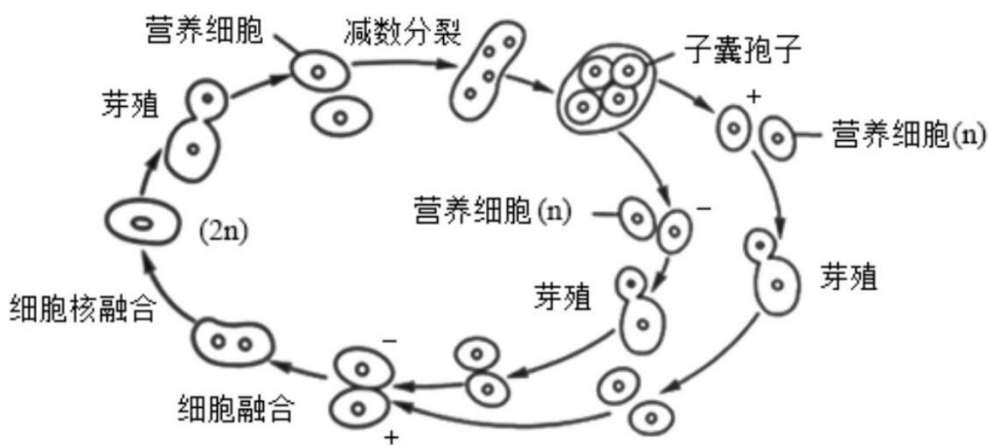 营养细胞
减数分裂
子囊孢子
芽殖
+
营养细胞(n)
营养细胞(n)
−
(2n)
芽殖
芽殖
细胞核融合
−
细胞融合
+